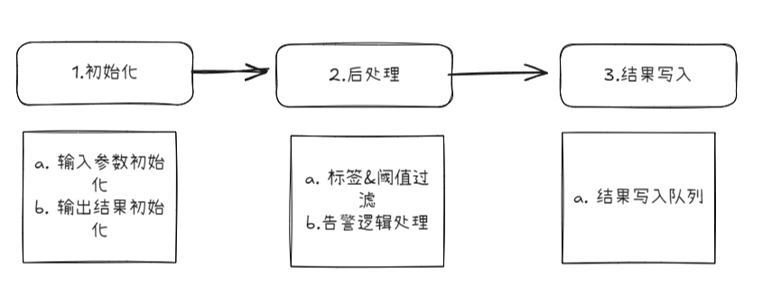 1.初始化
2.后处理
3.结果写入
a. 输入参数初始
化
b. 输出结果初始
化
a. 标签&阈值过
滤
b.告警逻辑处理
a. 结果写入队列